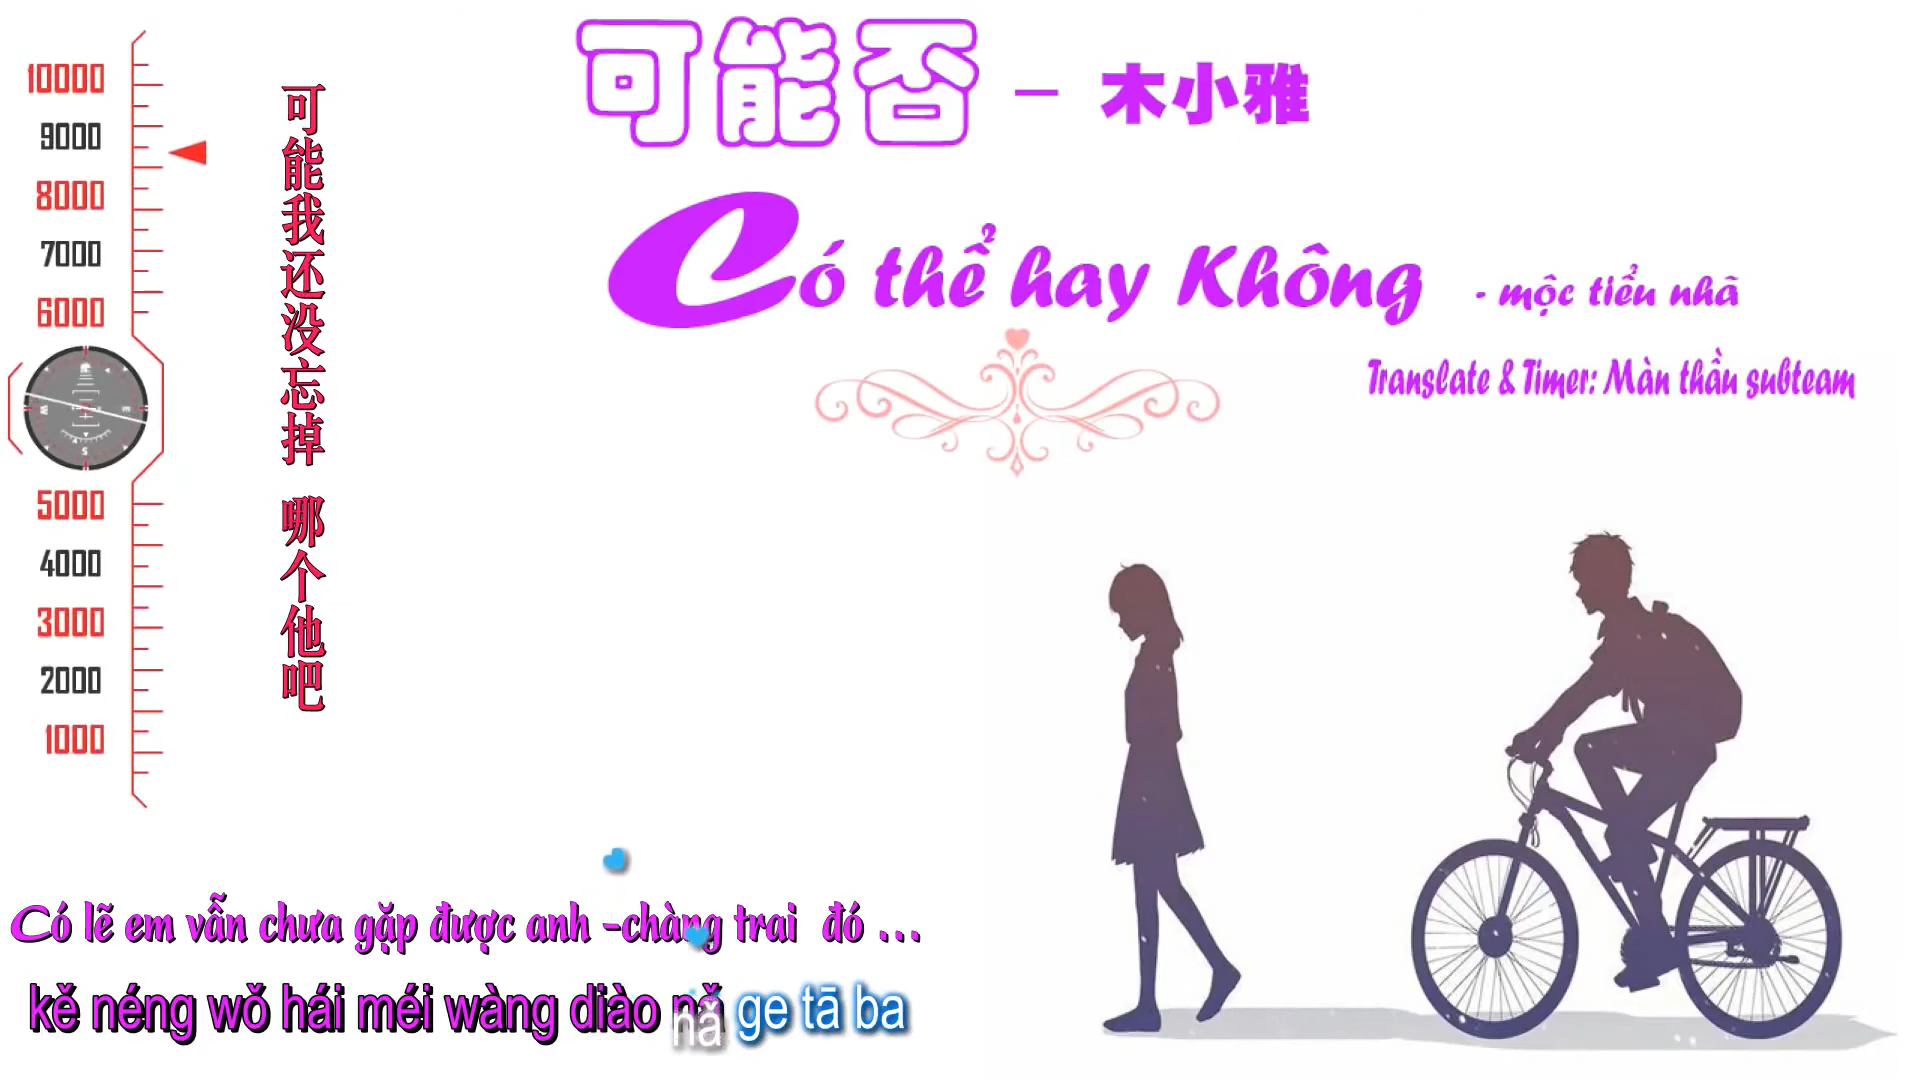 可能否 - 木小雅
Có thể hay Không - mộc tiểu nhã
Translate & Timer: Màn thầu subteam
10000
9000
8000
7000
6000
5000
4000
3000
2000
1000
可能我还没忘掉 哪个他吧
Có lẽ em vẫn chưa gặp được anh -chàng trai đó ...
kě néng wǒ hái méi wàng diào nǎ ge tā ba